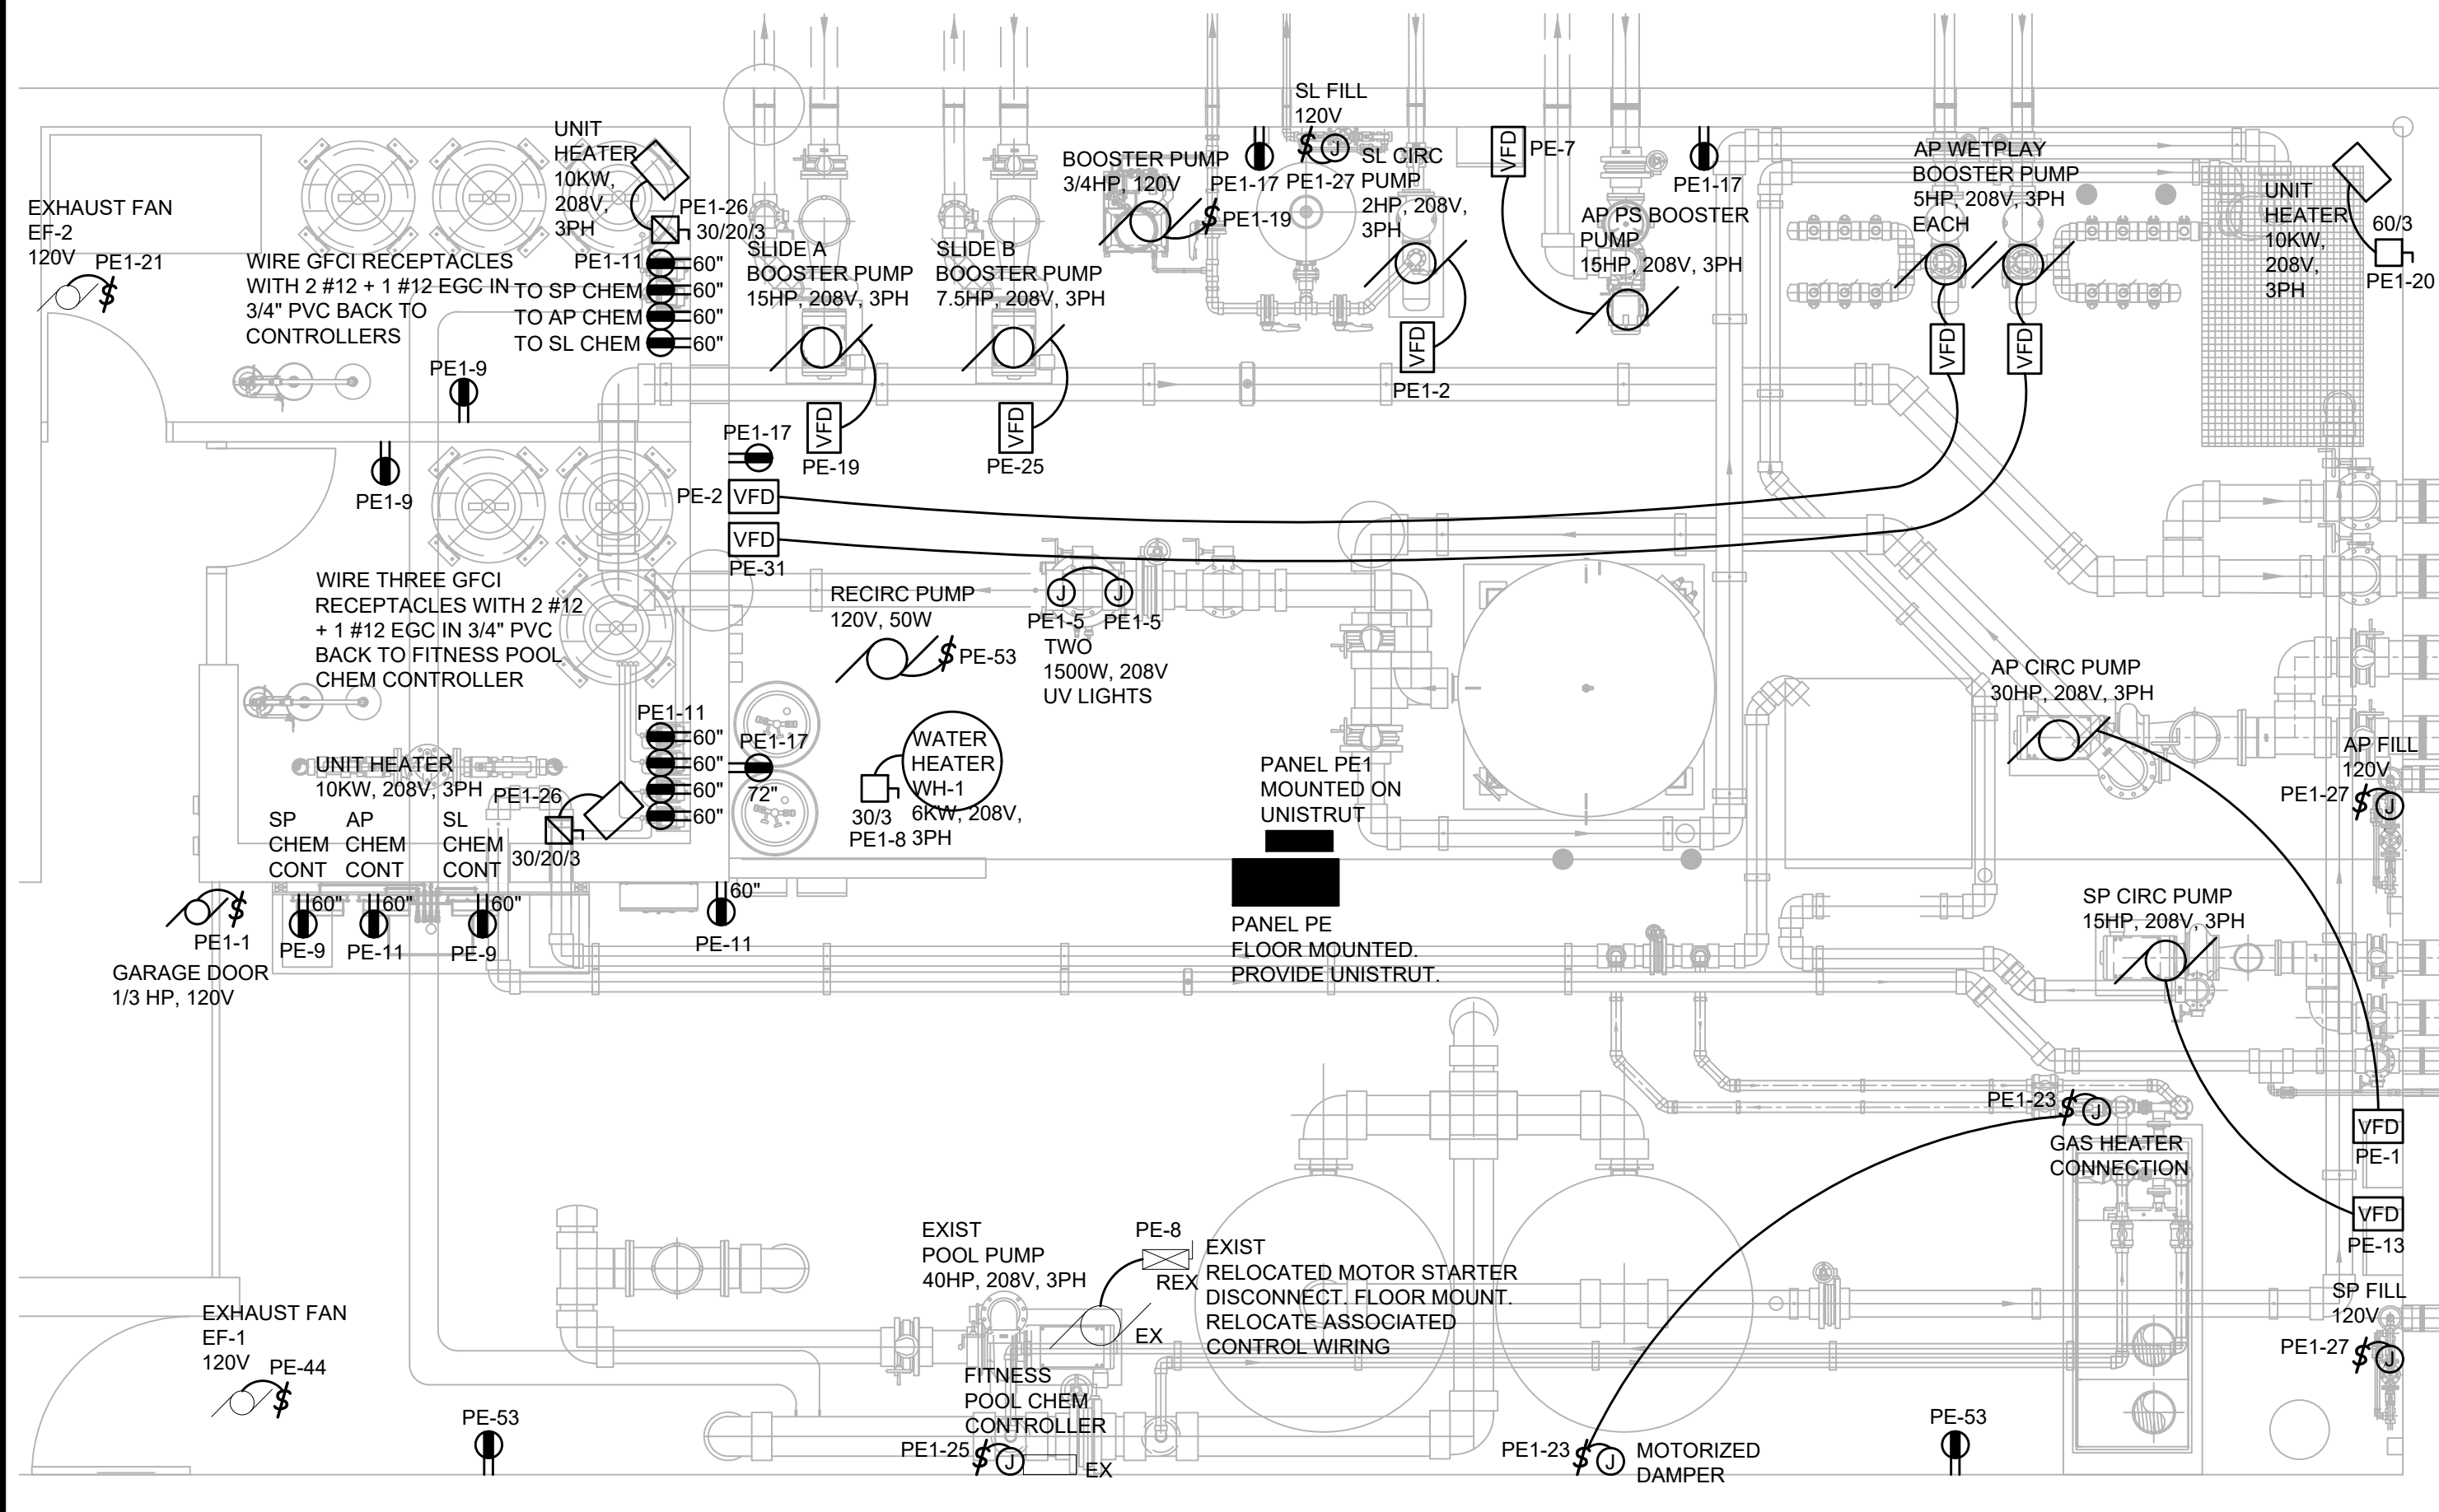 SL FILL
120V
PE1-27
UNIT
HEATER
10KW,
208V,
3PH
PE1-26
30/20/3
EXHAUST FAN
EF-2
120V
PE1-21
WIRE GFCI RECEPTACLES
WITH 2 #12 + 1 #12 EGC IN
3/4" PVC BACK TO
CONTROLLERS
PE1-11
60"
TO SP CHEM
60"
TO AP CHEM
60"
TO SL CHEM
60"
SLIDE A
BOOSTER PUMP
15HP, 208V, 3PH
VFD
PE-19
SLIDE B
BOOSTER PUMP
7.5HP, 208V, 3PH
VFD
PE-25
BOOSTER PUMP
3/4HP, 120V
$
PE1-19
PE1-17
$
J
SL CIRC
PUMP
2HP, 208V,
3PH
VFD
PE1-2
VFD
PE-7
AP PS BOOSTER
PUMP
15HP, 208V, 3PH
PE1-17
AP WETPLAY
BOOSTER PUMP
5HP, 208V, 3PH
EACH
VFD
VFD
UNIT
HEATER
10KW,
208V,
3PH
60/3
PE1-20
$
PE1-9
PE1-9
PE1-17
PE-2
VFD
VFD
PE-31
WIRE THREE GFCI
RECEPTACLES WITH 2 #12
+ 1 #12 EGC IN 3/4" PVC
BACK TO FITNESS POOL
CHEM CONTROLLER
RECIRC PUMP
120V, 50W
$
PE-53
J
J
PE1-5
PE1-5
TWO
1500W, 208V
UV LIGHTS
AP CIRC PUMP
30HP, 208V, 3PH
PE1-11
60"
60"
60"
60"
PE1-17
72"
WATER
HEATER
WH-1
6KW, 208V,
3PH
30/3
PE1-8
PANEL PE1
MOUNTED ON
UNISTRUT
AP FILL
120V
PE1-27
$
J
UNIT HEATER
10KW, 208V, 3PH
PE1-26
30/20/3
SP
CHEM
CONT
AP
CHEM
CONT
SL
CHEM
CONT
60"
60"
60"
60"
PE-9
PE-11
PE-9
PE-11
$
PE1-1
GARAGE DOOR
1/3 HP, 120V
PANEL PE
FLOOR MOUNTED.
PROVIDE UNISTRUT.
SP CIRC PUMP
15HP, 208V, 3PH
PE1-23
$
J
GAS HEATER
CONNECTION
VFD
PE-1
VFD
PE-13
EXIST
POOL PUMP
40HP, 208V, 3PH
PE-8
REX
EX
EXIST
RELOCATED MOTOR STARTER
DISCONNECT. FLOOR MOUNT.
RELOCATE ASSOCIATED
CONTROL WIRING
SP FILL
120V
PE1-27
$
J
EXHAUST FAN
EF-1
120V
PE-44
$
PE-53
FITNESS
POOL CHEM
CONTROLLER
PE1-25
$
J
EX
PE1-23
$
J
MOTORIZED
DAMPER
PE-53